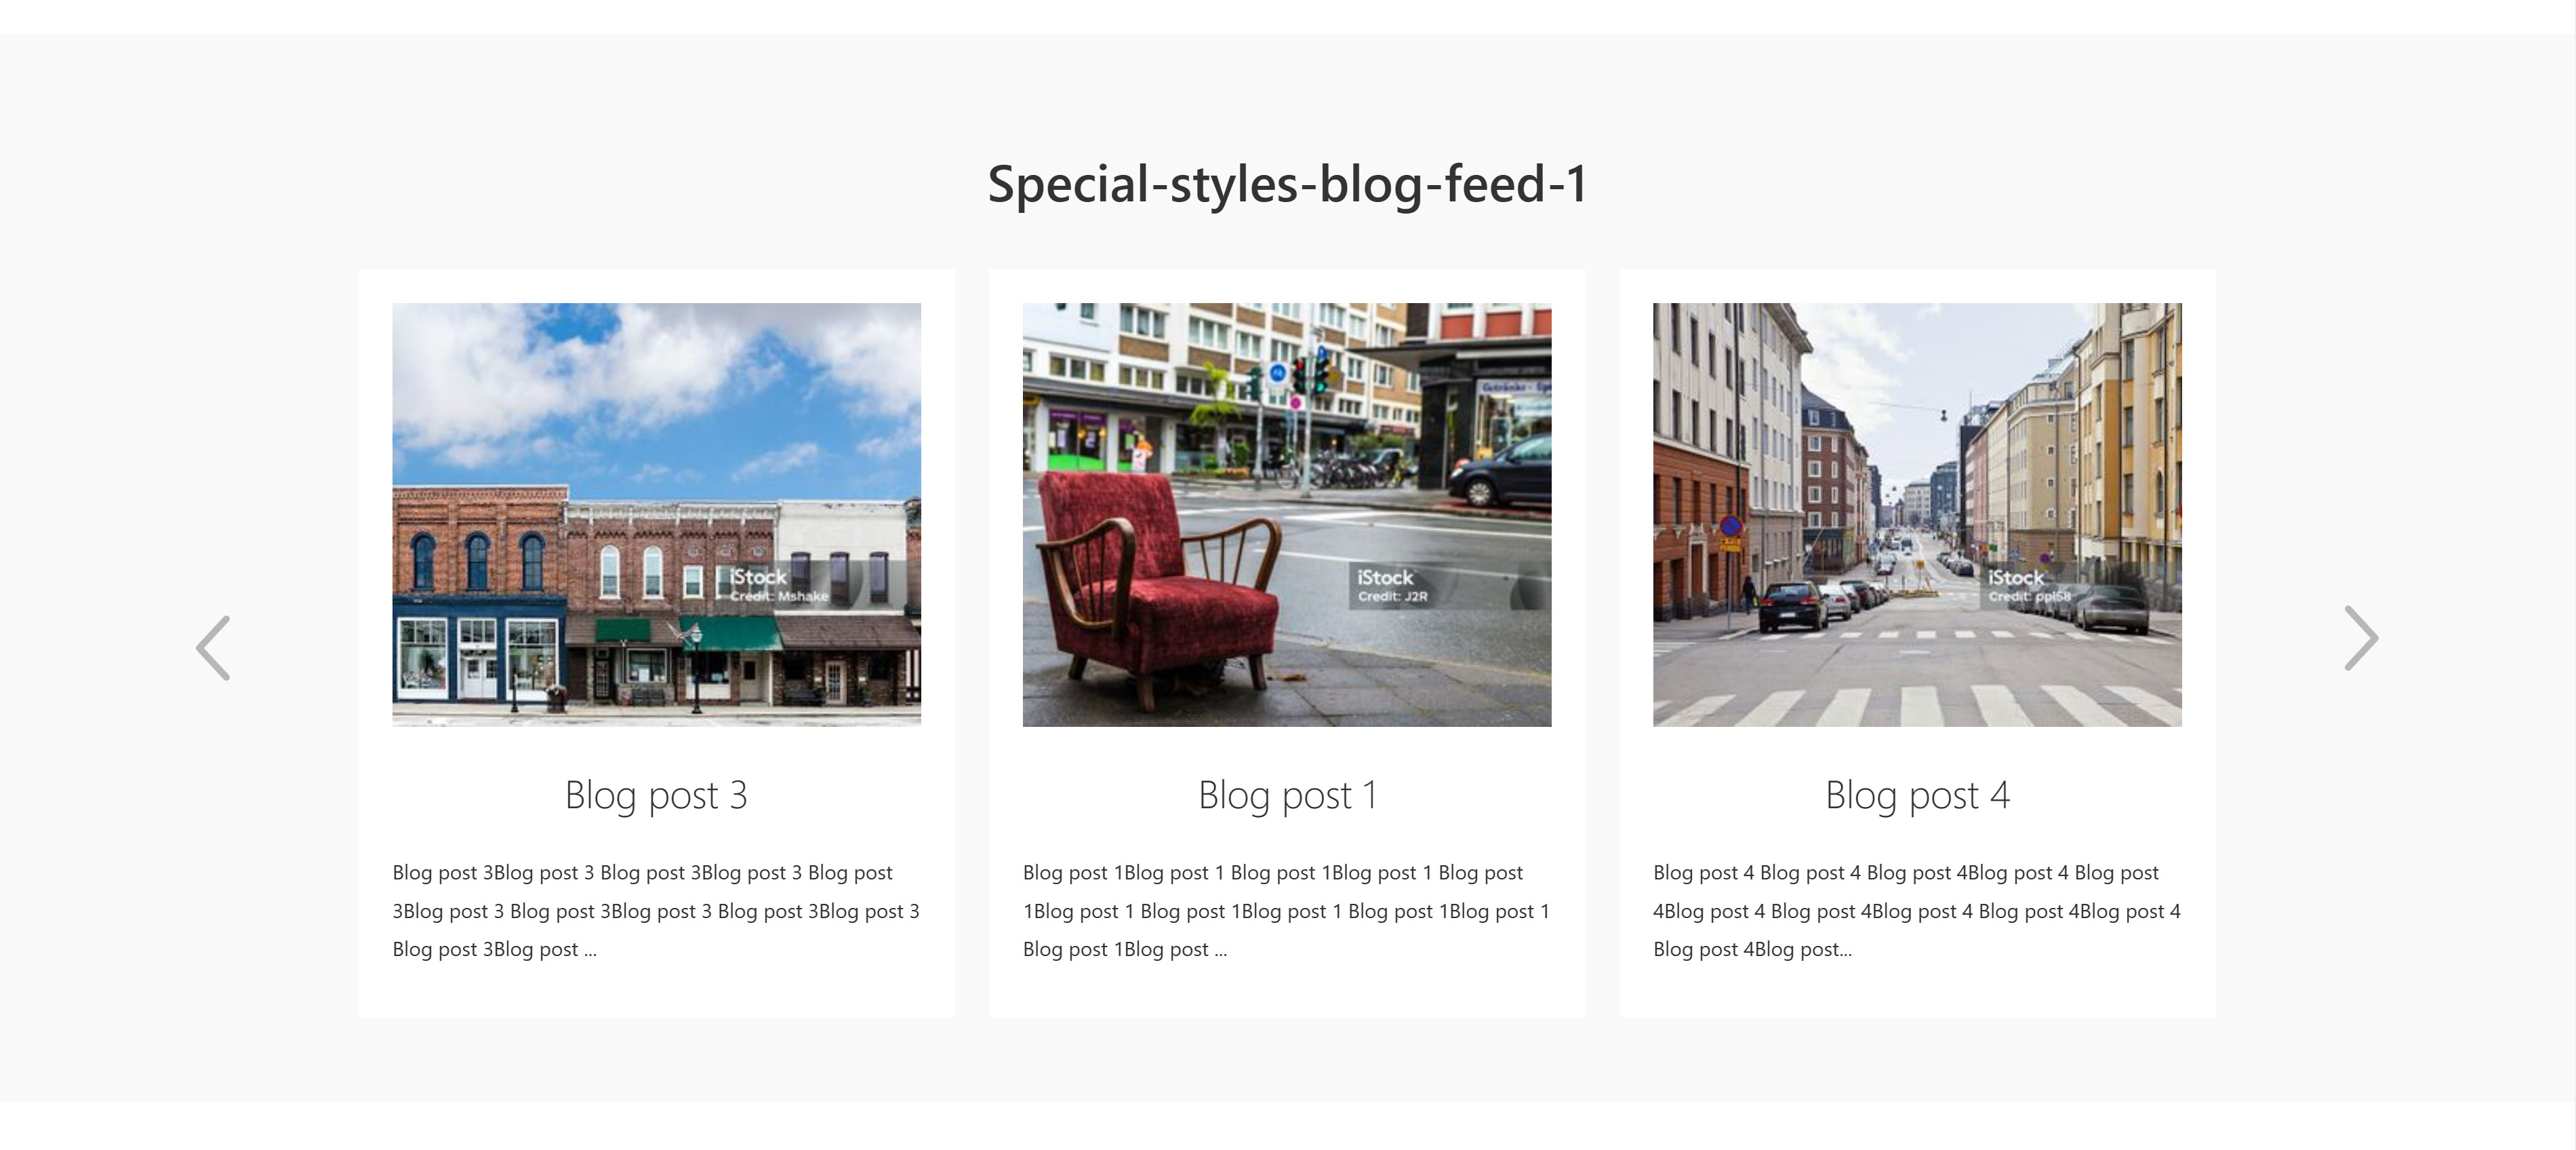 Special-styles-blog-feed-1
iStock
Credit: Mshake
Blog post 3
Blog post 3Blog post 3 Blog post 3Blog post 3 Blog post
3Blog post 3 Blog post 3Blog post 3 Blog post 3Blog post 3
Blog post 3Blog post ...
iStock
Credit: J2R
Blog post 1
Blog post 1Blog post 1 Blog post 1Blog post 1 Blog post
1Blog post 1 Blog post 1Blog post 1 Blog post 1Blog post 1
Blog post 1Blog post ...
iStock
Credit: ppl58
Blog post 4
Blog post 4 Blog post 4 Blog post 4Blog post 4 Blog post
4Blog post 4 Blog post 4Blog post 4 Blog post 4Blog post 4
Blog post 4Blog post...